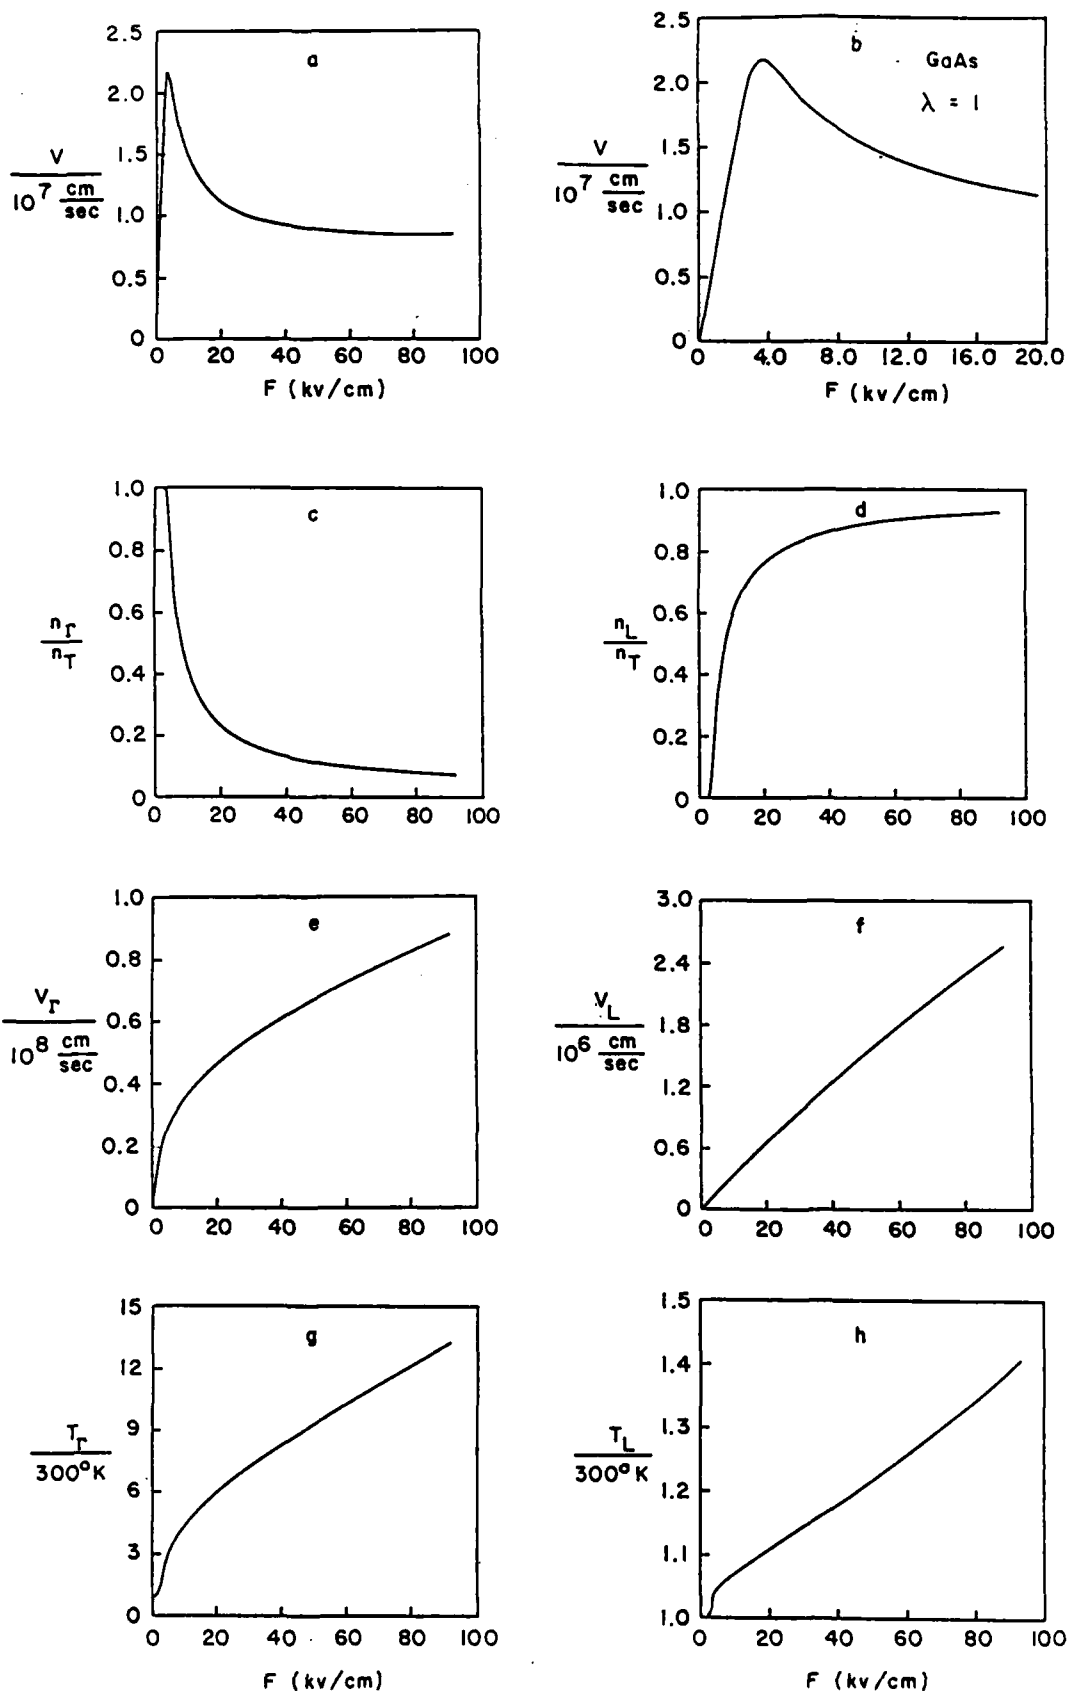 a
2.5
2.0
1.5
1.0
0.5
0
V
10⁷ cm
sec
0 20 40 60 80 100
F (kv/cm)
b
GaAs
λ = 1
2.5
2.0
1.5
1.0
0.5
0
V
10⁷ cm
sec
0 4.0 8.0 12.0 16.0 20.0
F (kv/cm)
c
1.0
0.8
0.6
0.4
0.2
0
nΓ
nT
0 20 40 60 80 100
d
1.0
0.8
0.6
0.4
0.2
0
nL
nT
0 20 40 60 80 100
e
1.0
0.8
0.6
0.4
0.2
0
VΓ
10⁸ cm
sec
0 20 40 60 80 100
f
3.0
2.4
1.8
1.2
0.6
0
VL
10⁶ cm
sec
0 20 40 60 80 100
g
15
12
9
6
3
0
TΓ
300°K
0 20 40 60 80 100
F (kv/cm)
h
1.5
1.4
1.3
1.2
1.1
1.0
TL
300°K
0 20 40 60 80 100
F (kv/cm)